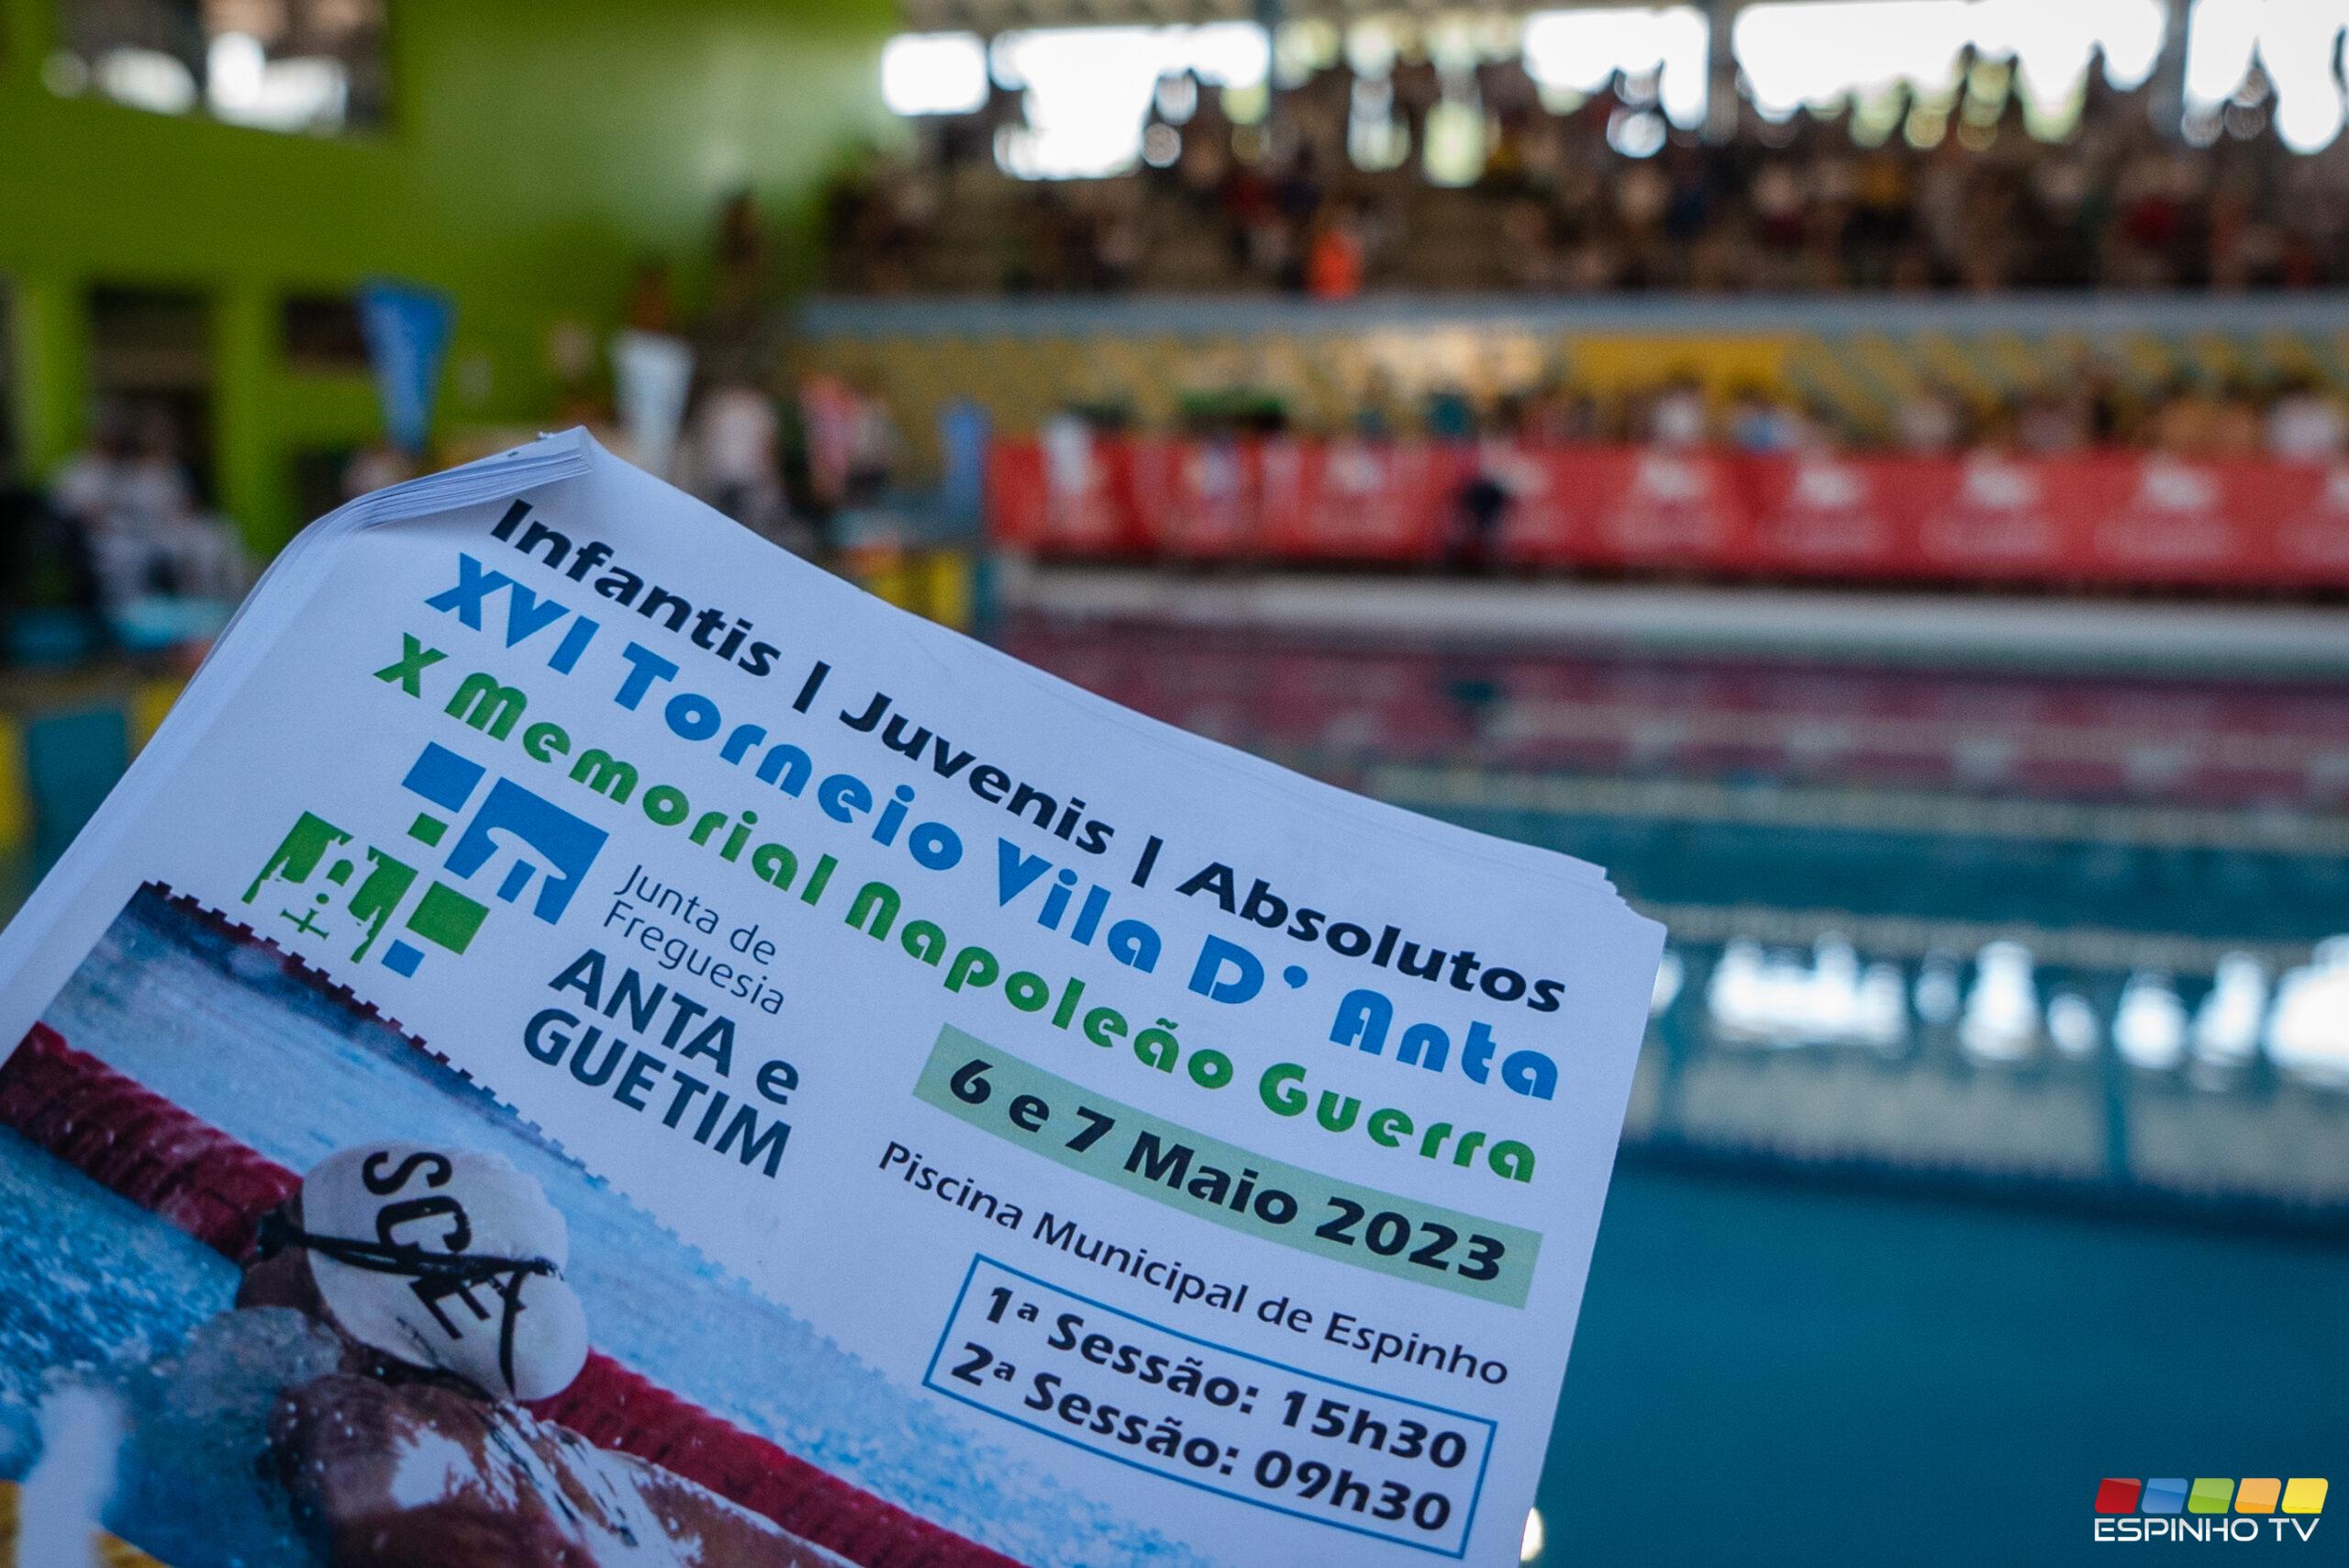 Infantis | Juvenis | Absolutos
XVI Torneio Vila D' Anta
X Memorial Napoleão Guerra
Junta de
Freguesia
ANTA e
GUETIM
6 e 7 Maio 2023
Piscina Municipal de Espinho
1ª Sessão: 15h30
2ª Sessão: 09h30
SCE
ESPINHO TV